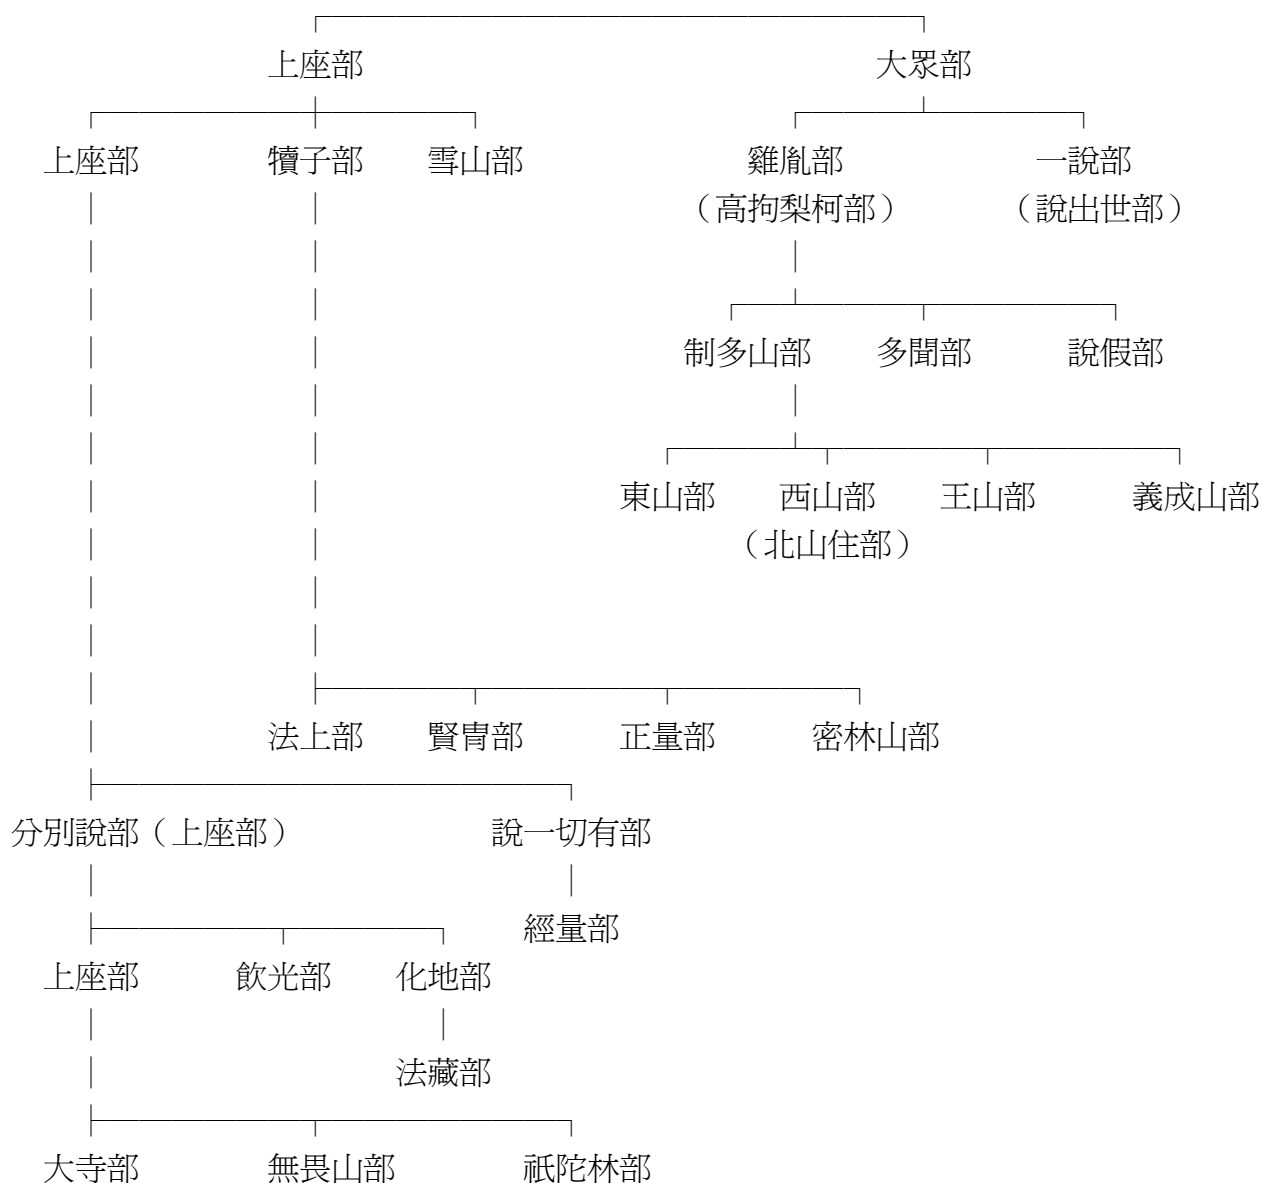 上座部 大眾部
上座部 犢子部 雪山部 雞胤部 一說部
（高拘梨柯部） （說出世部）
制多山部 多聞部 說假部
東山部 西山部 王山部 義成山部
（北山住部）
法上部 賢冑部 正量部 密林山部
分別說部（上座部） 說一切有部
經量部
上座部 飲光部 化地部
法藏部
大寺部 無畏山部 祇陀林部